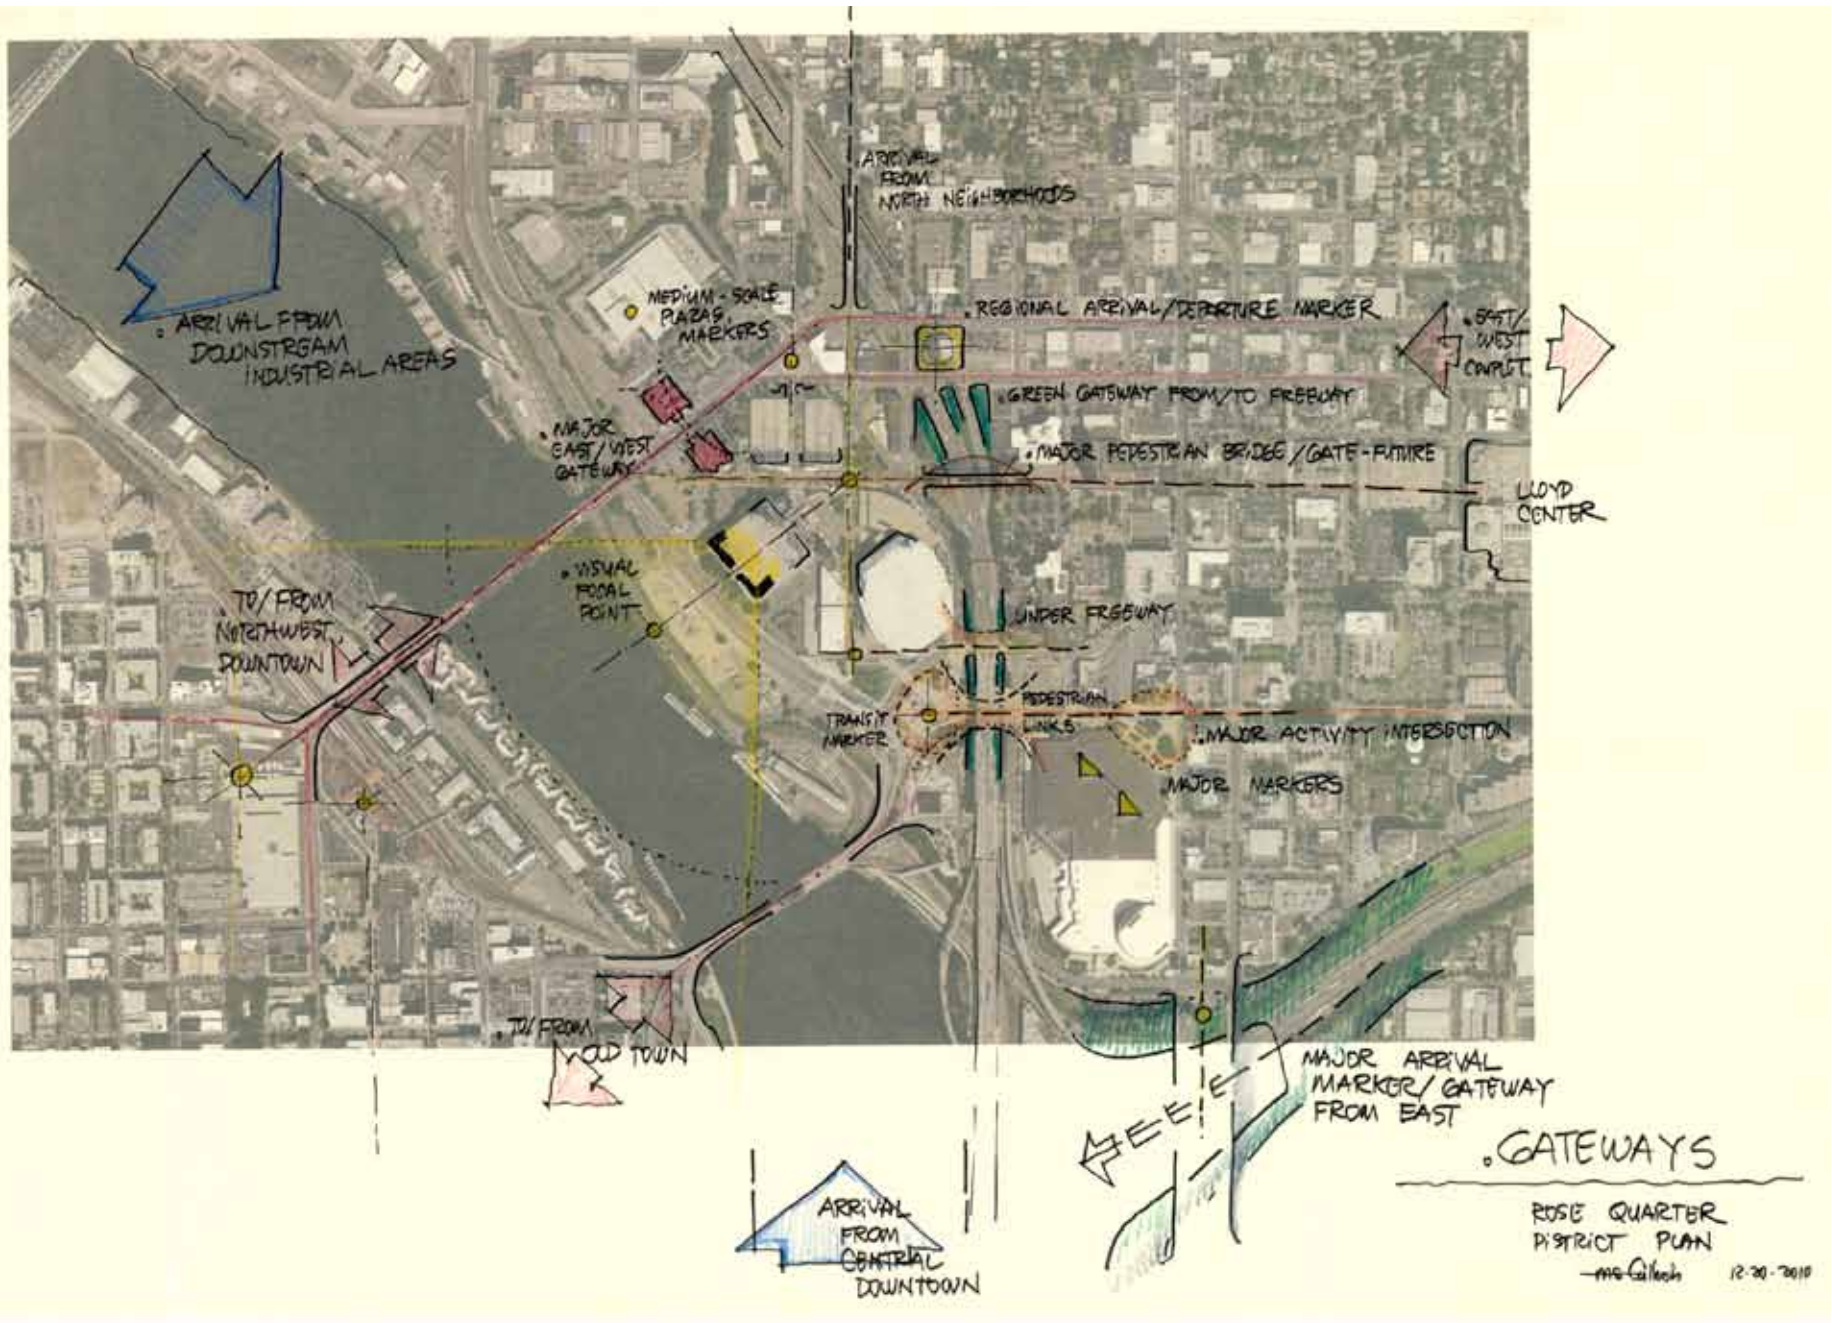 .ARRIVAL
FROM
NORTH NEIGHBORHOODS
MEDIUM-SCALE
PLAZAS,
MARKERS
.REGIONAL ARRIVAL/DEPARTURE MARKER
.EAST/
WEST
COUPLET
.ARRIVAL FROM
DOWNSTREAM
INDUSTRIAL AREAS
.GREEN GATEWAY FROM/TO FREEWAY
.MAJOR
EAST/WEST
GATEWAY
.MAJOR PEDESTRIAN BRIDGE/GATE-FUTURE
LLOYD
CENTER
.VISUAL
FOCAL
POINT
.TO/FROM
NORTHWEST
DOWNTOWN
UNDER FREEWAY
PEDESTRIAN
LINKS
TRANSIT
MARKER
.MAJOR ACTIVITY INTERSECTION
.MAJOR MARKERS
.TO/FROM
OLD TOWN
MAJOR ARRIVAL
MARKER/GATEWAY
FROM EAST
ARRIVAL
FROM
CENTRAL
DOWNTOWN
.GATEWAYS
ROSE QUARTER
DISTRICT PLAN
12-20-2010